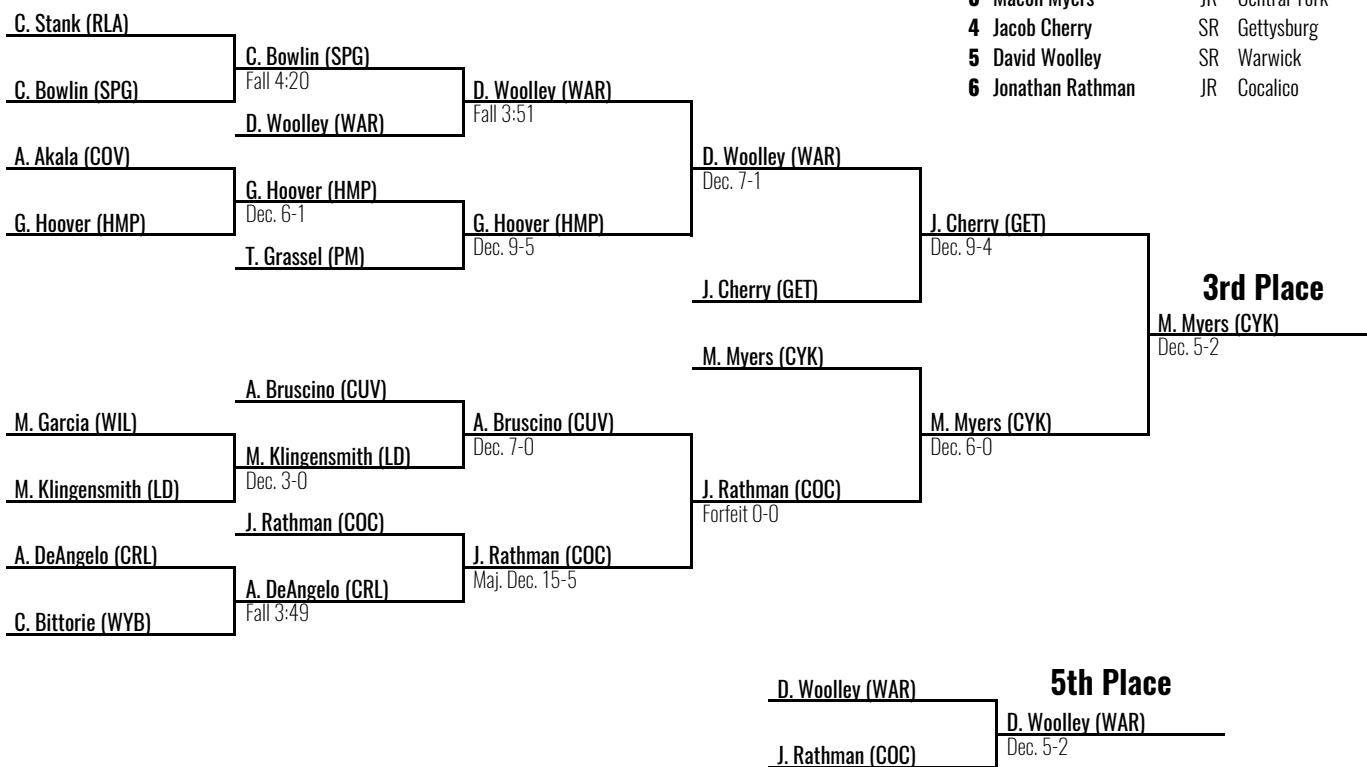 3 Macon Myers JR Central York
4 Jacob Cherry SR Gettysburg
5 David Woolley SR Warwick
6 Jonathan Rathman JR Cocalico
C. Stank (RLA)
C. Bowlin (SPG)
Fall 4:20
C. Bowlin (SPG)
D. Woolley (WAR)
Fall 3:51
D. Woolley (WAR)
A. Akala (COV)
D. Woolley (WAR)
Dec. 7-1
G. Hoover (HMP)
Dec. 6-1
G. Hoover (HMP)
G. Hoover (HMP)
Dec. 9-5
J. Cherry (GET)
Dec. 9-4
T. Grassel (PM)
J. Cherry (GET)
3rd Place
M. Myers (CYK)
Dec. 5-2
M. Myers (CYK)
A. Bruscino (CUV)
M. Garcia (WIL)
A. Bruscino (CUV)
Dec. 7-0
M. Myers (CYK)
Dec. 6-0
M. Klingensmith (LD)
Dec. 3-0
M. Klingensmith (LD)
J. Rathman (COC)
Forfeit 0-0
J. Rathman (COC)
A. DeAngelo (CRL)
J. Rathman (COC)
Maj. Dec. 15-5
A. DeAngelo (CRL)
Fall 3:49
C. Bittorie (WYB)
5th Place
D. Woolley (WAR)
D. Woolley (WAR)
Dec. 5-2
J. Rathman (COC)